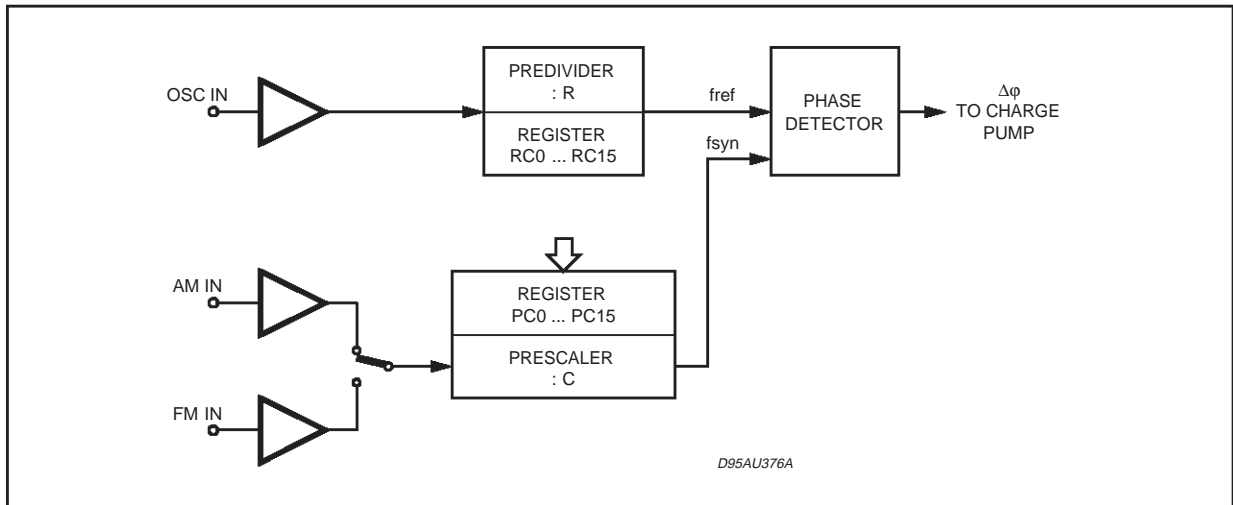 OSC IN
PREDIVIDER
: R
REGISTER
RC0 ... RC15
fref
fsyn
PHASE
DETECTOR
Δφ
TO CHARGE
PUMP
AM IN
FM IN
REGISTER
PC0 ... PC15
PRESCALER
: C
D95AU376A